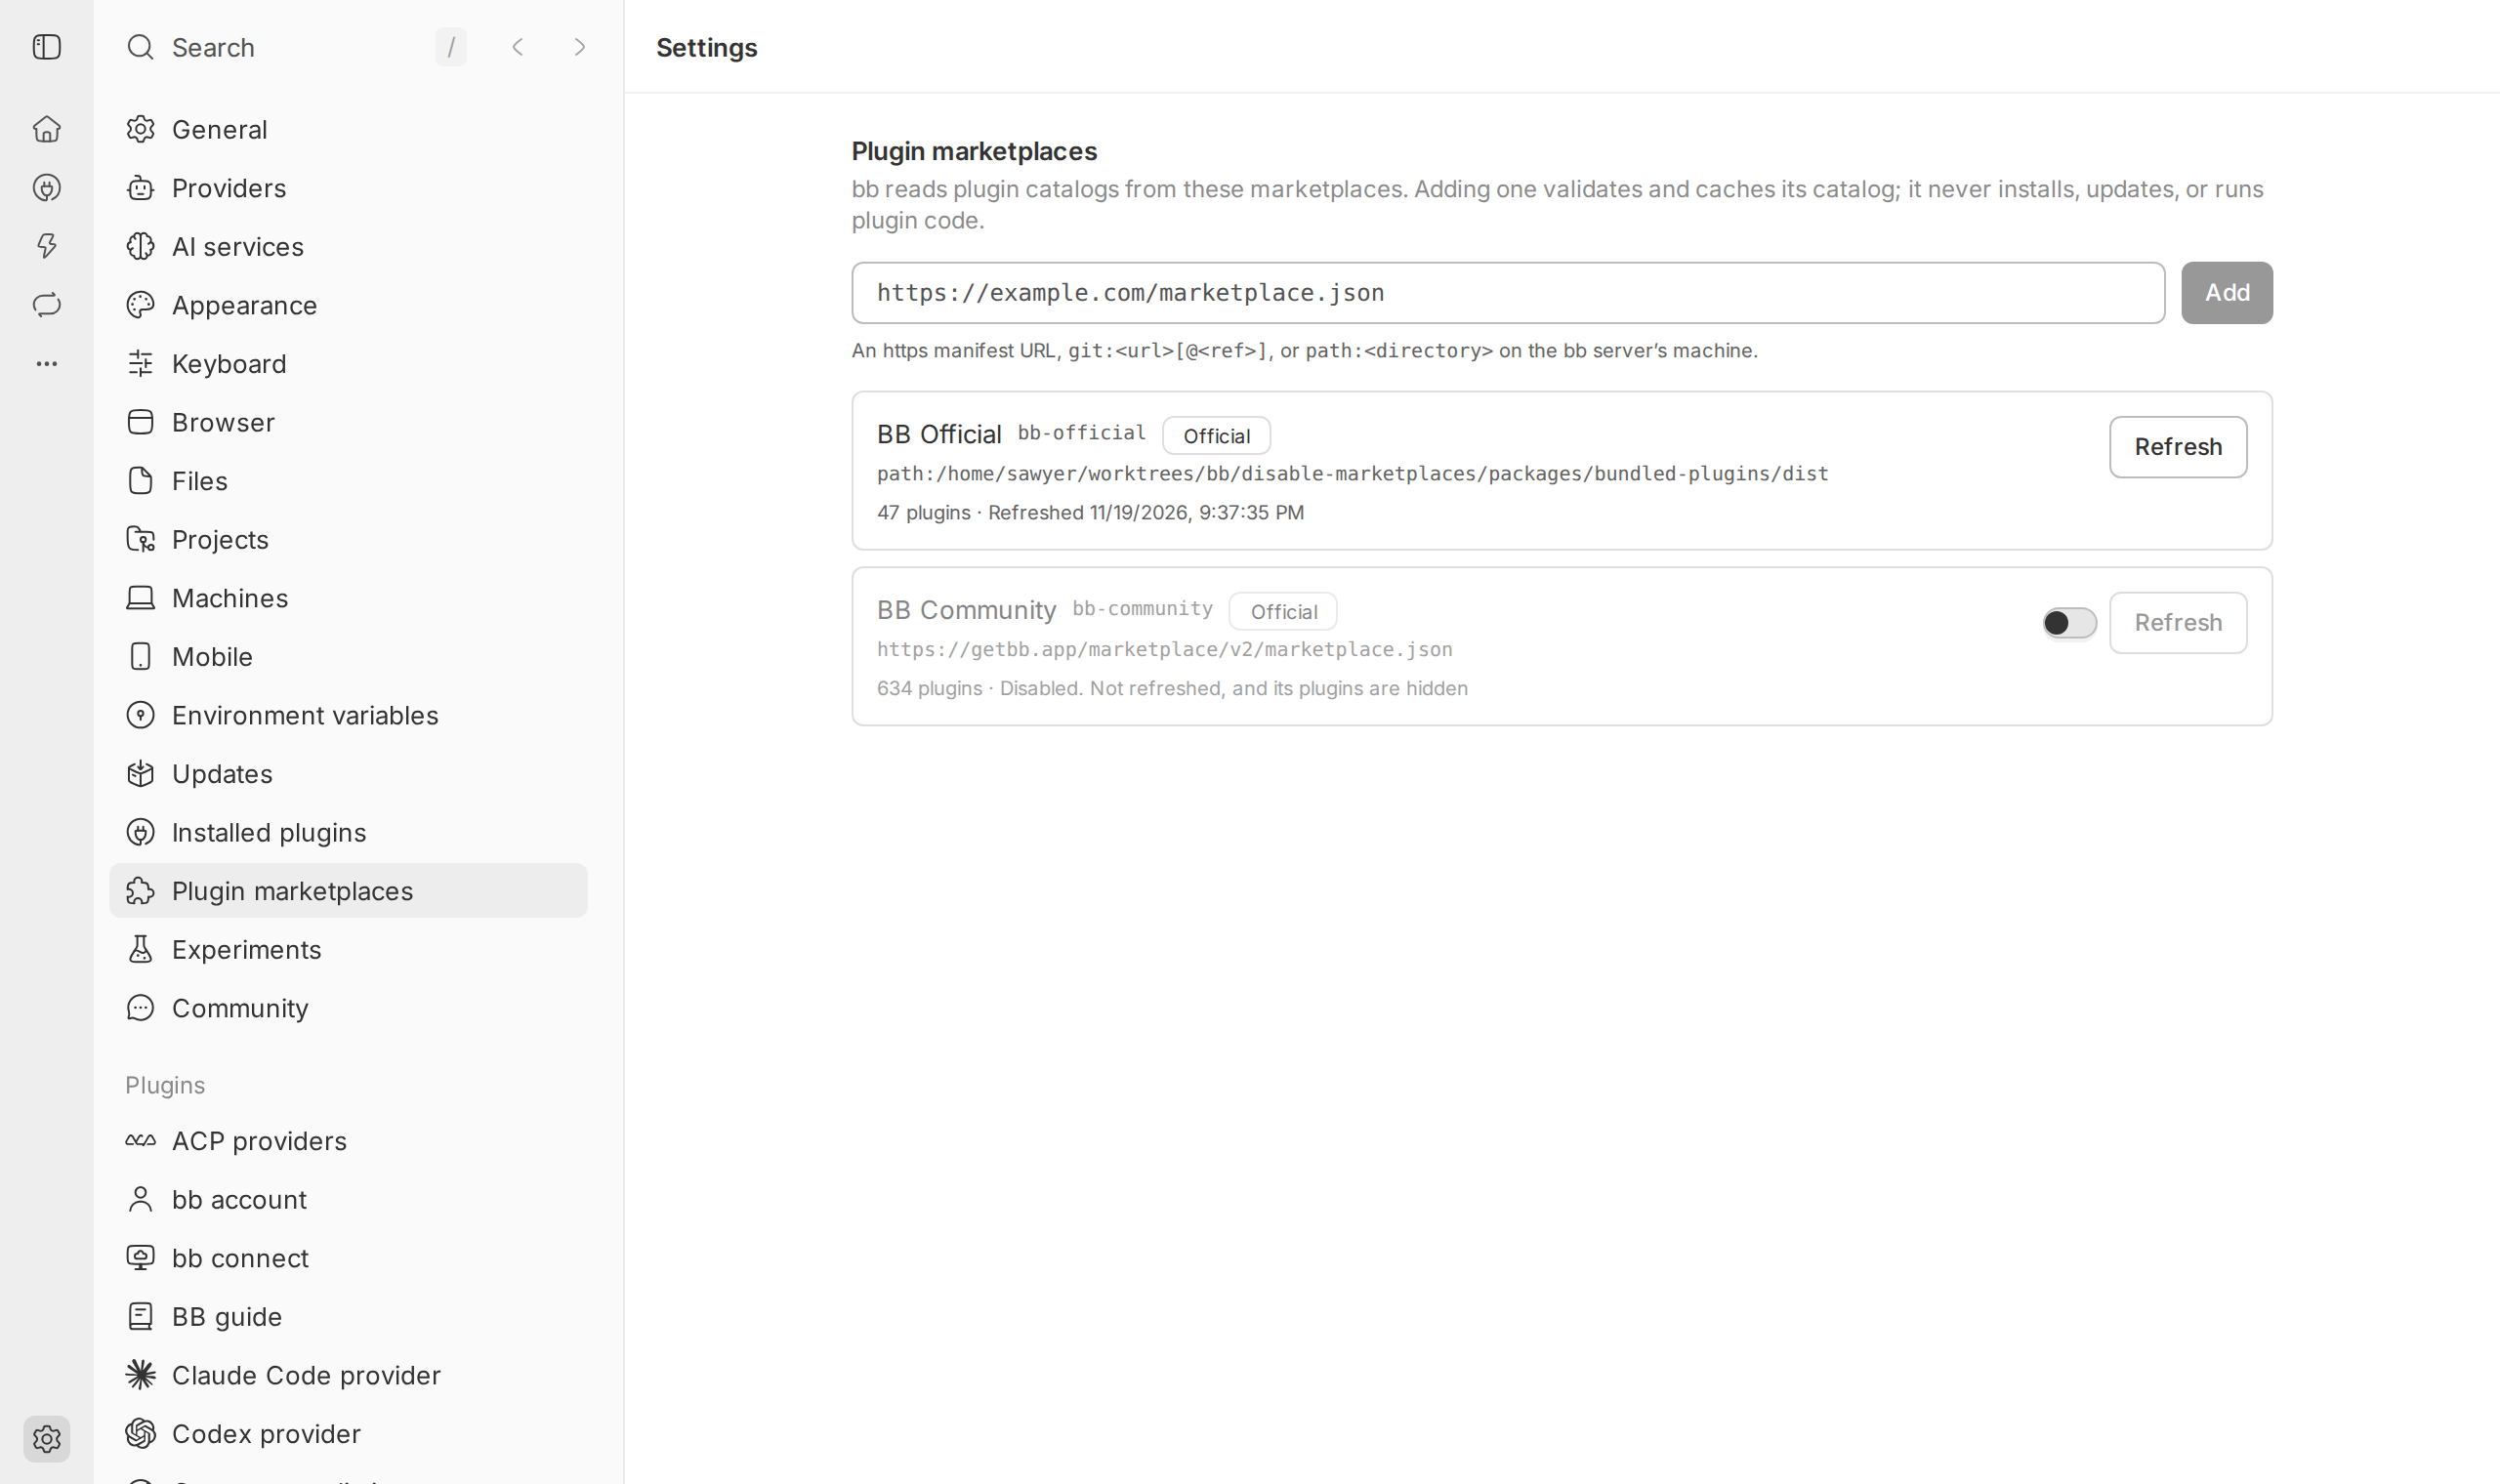 Search
/
General
Providers
AI services
Appearance
Keyboard
Browser
Files
Projects
Machines
Mobile
Environment variables
Updates
Installed plugins
Plugin marketplaces
Experiments
Community
Plugins
ACP providers
bb account
bb connect
BB guide
Claude Code provider
Codex provider
Settings
Plugin marketplaces
bb reads plugin catalogs from these marketplaces. Adding one validates and caches its catalog; it never installs, updates, or runs
plugin code.
https://example.com/marketplace.json
Add
An https manifest URL, git:<url>[@<ref>], or path:<directory> on the bb server’s machine.
BB Official bb-official Official
Refresh
path:/home/sawyer/worktrees/bb/disable-marketplaces/packages/bundled-plugins/dist
47 plugins · Refreshed 11/19/2026, 9:37:35 PM
BB Community bb-community Official
Refresh
https://getbb.app/marketplace/v2/marketplace.json
634 plugins · Disabled. Not refreshed, and its plugins are hidden